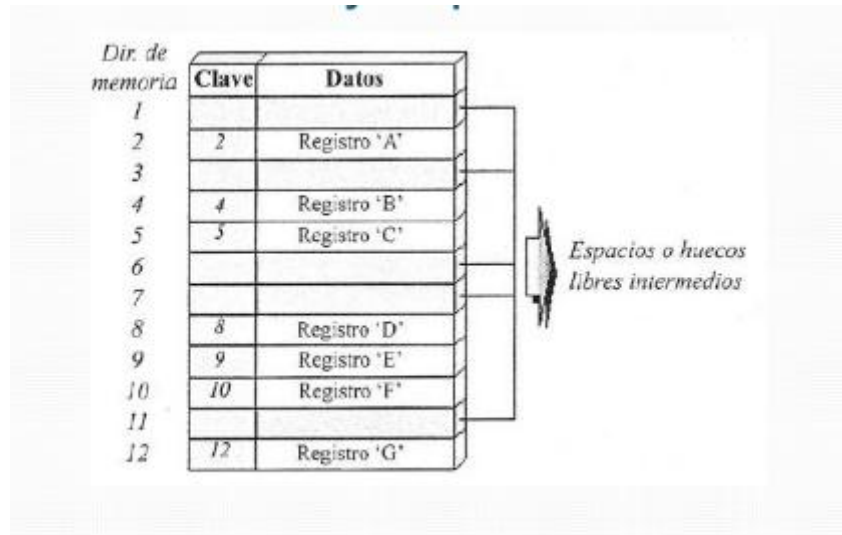 Dir. de
memoria Clave Datos
1
2 2 Registro 'A'
3
4 4 Registro 'B'
5 5 Registro 'C'
6
7
8 8 Registro 'D'
9 9 Registro 'E'
10 10 Registro 'F'
11
12 12 Registro 'G'
Espacios o huecos
libres intermedios